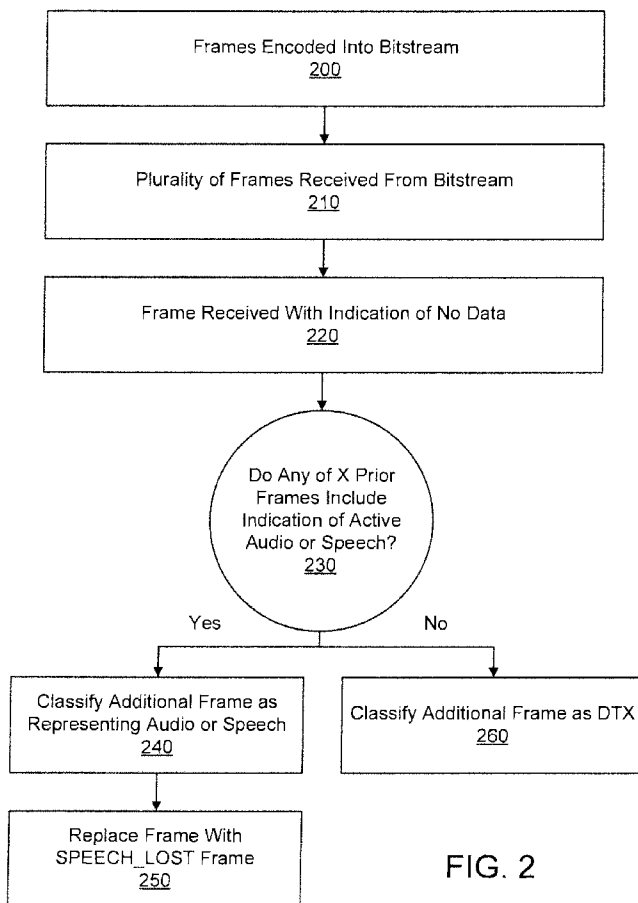 Frames Encoded Into Bitstream
200
Plurality of Frames Received From Bitstream
210
Frame Received With Indication of No Data
220
Do Any of X Prior
Frames Include
Indication of Active
Audio or Speech?
230
Yes
No
Classify Additional Frame as
Representing Audio or Speech
240
Classify Additional Frame as DTX
260
Replace Frame With
SPEECH_LOST Frame
250
FIG. 2